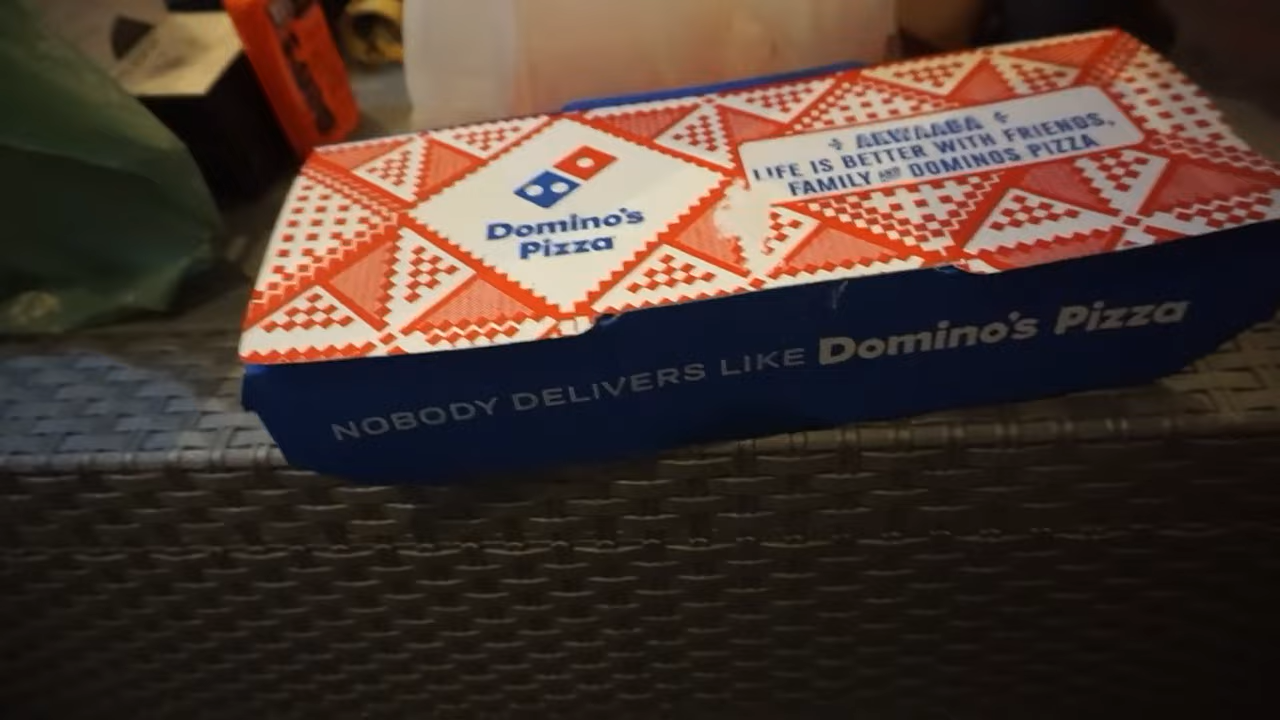 Domino's
Pizza
AKWAABA
LIFE IS BETTER WITH FRIENDS,
FAMILY AND DOMINOS PIZZA
NOBODY DELIVERS LIKE Domino's Pizza